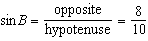 sin B = opposite/hypotenuse = 8/10